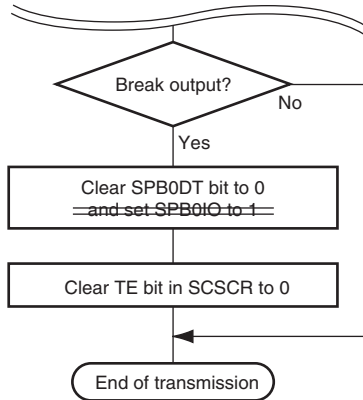 Break output?
No
Yes
Clear SPB0DT bit to 0
and set SPB0IO to 1
Clear TE bit in SCSCR to 0
End of transmission